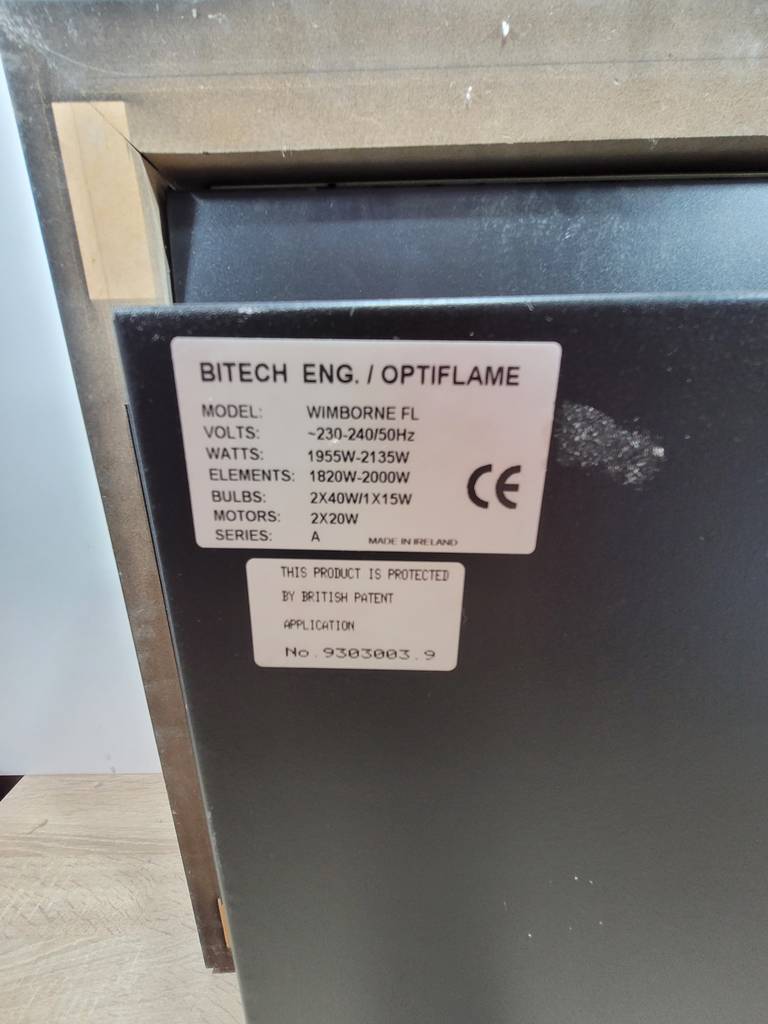 BITECH ENG. / OPTIFLAME
MODEL: WIMBORNE FL
VOLTS: ~230-240/50Hz
WATTS: 1955W-2135W
ELEMENTS: 1820W-2000W
BULBS: 2X40W/1X15W
MOTORS: 2X20W
SERIES: A
CE
MADE IN IRELAND
THIS PRODUCT IS PROTECTED
BY BRITISH PATENT
APPLICATION
No.9303003.9